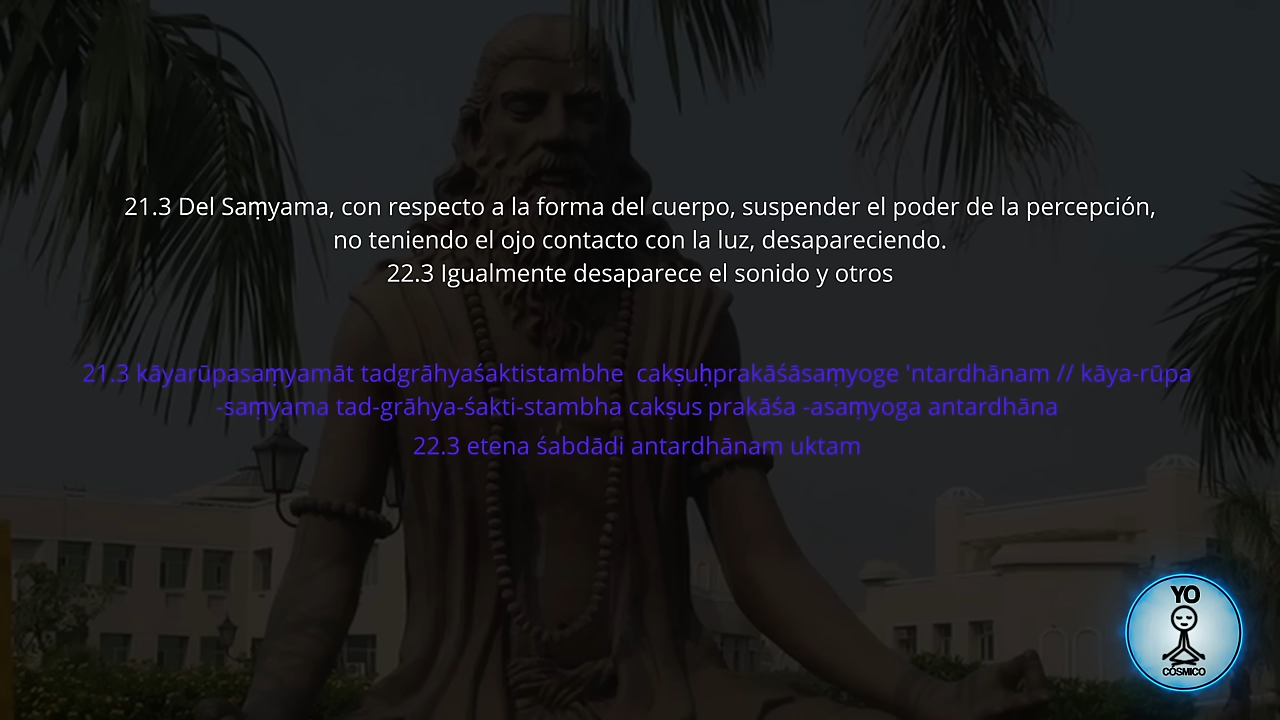 21.3 Del Saṃyama, con respecto a la forma del cuerpo, suspender el poder de la percepción,
no teniendo el ojo contacto con la luz, desapareciendo.
22.3 Igualmente desaparece el sonido y otros
21.3 kāyarūpasaṃyamāt tadgrāhyaśaktistambhe  cakṣuḥprakāśāsaṃyoge 'ntardhānam // kāya-rūpa
-saṃyama tad-grāhya-śakti-stambha cakṣus prakāśa -asaṃyoga antardhāna
22.3 etena śabdādi antardhānam uktam
YO
CÓSMICO